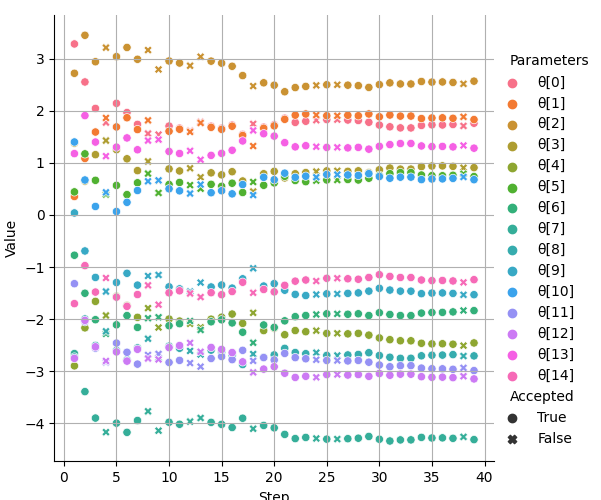 Parameters
θ[0]
θ[1]
θ[2]
θ[3]
θ[4]
θ[5]
θ[6]
θ[7]
θ[8]
θ[9]
θ[10]
θ[11]
θ[12]
θ[13]
θ[14]
Accepted
True
False
Value
3
2
1
0
−1
−2
−3
−4
0 5 10 15 20 25 30 35 40
Step